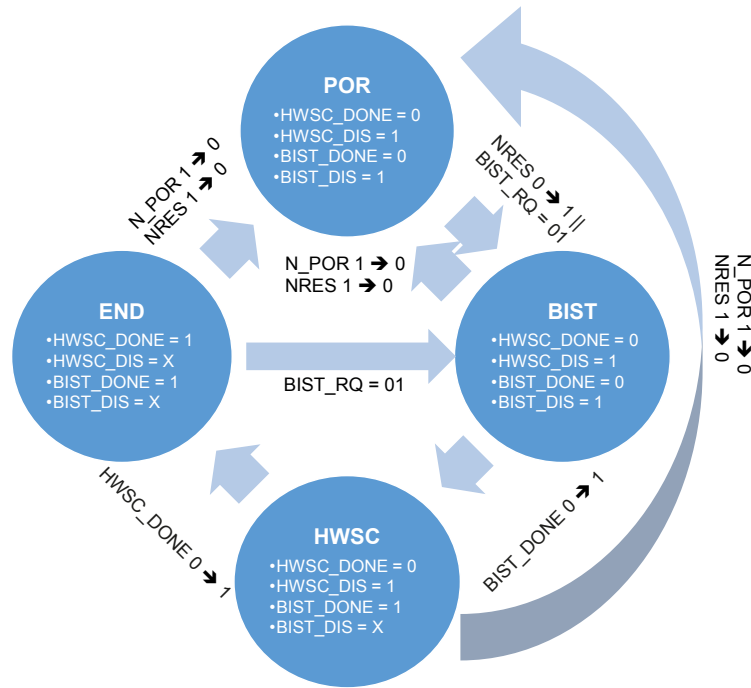 POR
•HWSC_DONE = 0
•HWSC_DIS = 1
•BIST_DONE = 0
•BIST_DIS = 1
N_POR 1 ➔ 0
NRES 1 ➔ 0
NRES 0 ➔ 1 ||
BIST_RQ = 01
N_POR 1 ➔ 0
NRES 1 ➔ 0
END
•HWSC_DONE = 1
•HWSC_DIS = X
•BIST_DONE = 1
•BIST_DIS = X
BIST_RQ = 01
BIST
•HWSC_DONE = 0
•HWSC_DIS = 1
•BIST_DONE = 0
•BIST_DIS = 1
N_POR 1 ➔ 0
NRES 1 ➔ 0
HWSC_DONE 0 ➔ 1
HWSC
•HWSC_DONE = 0
•HWSC_DIS = 1
•BIST_DONE = 1
•BIST_DIS = X
BIST_DONE 0 ➔ 1